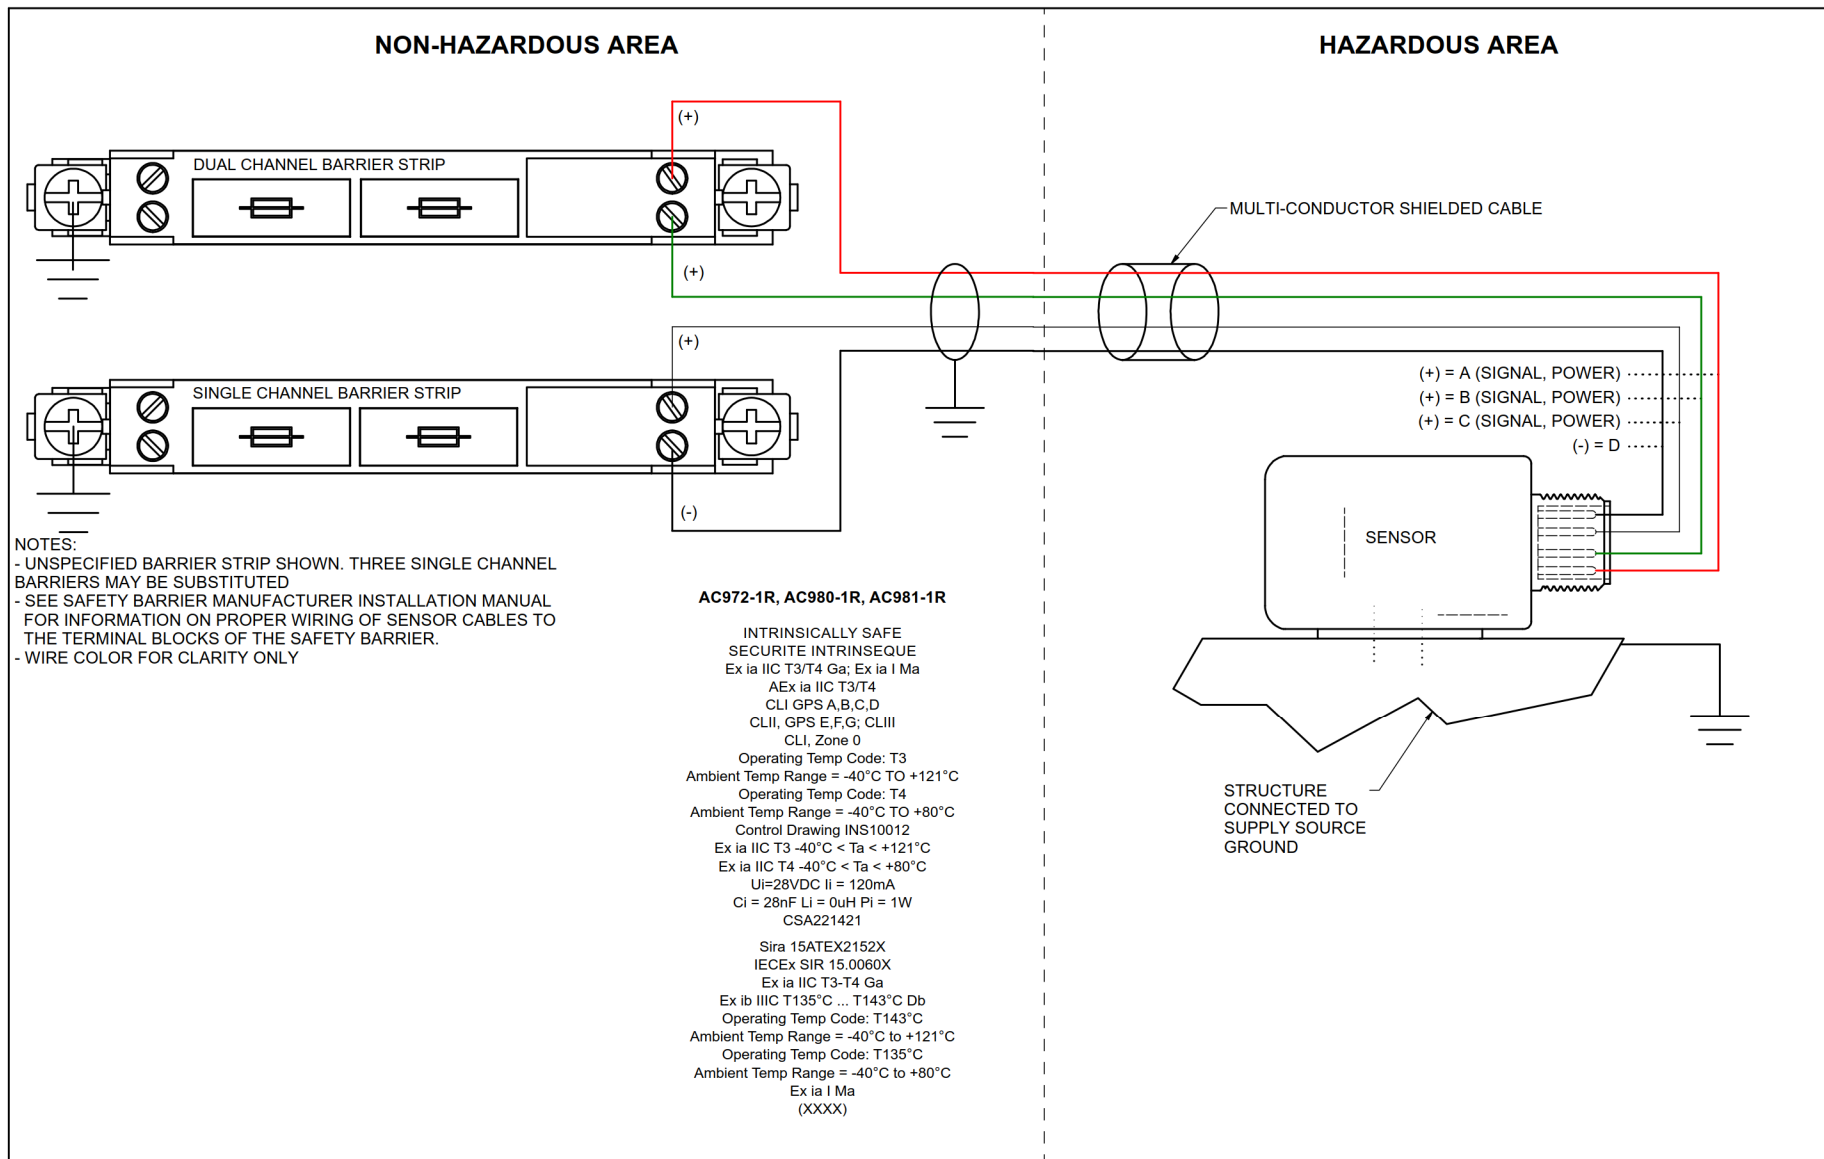 NON-HAZARDOUS AREA
HAZARDOUS AREA
(+)
DUAL CHANNEL BARRIER STRIP
MULTI-CONDUCTOR SHIELDED CABLE
(+)
(+)
SINGLE CHANNEL BARRIER STRIP
(-)
(+) = A (SIGNAL, POWER)
(+) = B (SIGNAL, POWER)
(+) = C (SIGNAL, POWER)
(-) = D
SENSOR
STRUCTURE
CONNECTED TO
SUPPLY SOURCE
GROUND
NOTES:
- UNSPECIFIED BARRIER STRIP SHOWN. THREE SINGLE CHANNEL
BARRIERS MAY BE SUBSTITUTED
- SEE SAFETY BARRIER MANUFACTURER INSTALLATION MANUAL
FOR INFORMATION ON PROPER WIRING OF SENSOR CABLES TO
THE TERMINAL BLOCKS OF THE SAFETY BARRIER.
- WIRE COLOR FOR CLARITY ONLY
AC972-1R, AC980-1R, AC981-1R
INTRINSICALLY SAFE
SECURITE INTRINSEQUE
Ex ia IIC T3/T4 Ga; Ex ia I Ma
AEx ia IIC T3/T4
CLI GPS A,B,C,D
CLII, GPS E,F,G; CLIII
CLI, Zone 0
Operating Temp Code: T3
Ambient Temp Range = -40°C TO +121°C
Operating Temp Code: T4
Ambient Temp Range = -40°C TO +80°C
Control Drawing INS10012
Ex ia IIC T3 -40°C < Ta < +121°C
Ex ia IIC T4 -40°C < Ta < +80°C
Ui=28VDC Ii = 120mA
Ci = 28nF Li = 0uH Pi = 1W
CSA221421
Sira 15ATEX2152X
IECEx SIR 15.0060X
Ex ia IIC T3-T4 Ga
Ex ib IIIC T135°C ... T143°C Db
Operating Temp Code: T143°C
Ambient Temp Range = -40°C to +121°C
Operating Temp Code: T135°C
Ambient Temp Range = -40°C to +80°C
Ex ia I Ma
(XXXX)